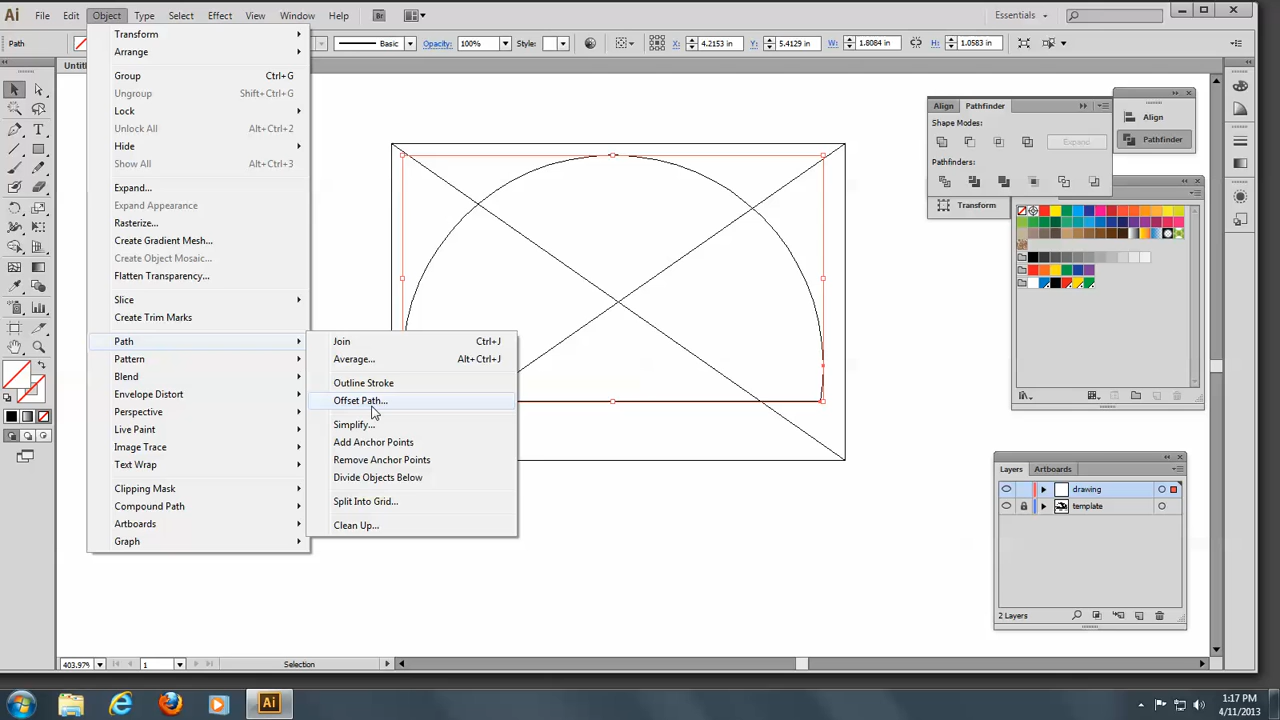 Ai File Edit Object Type Select Effect View Window Help Br Essentials
Path Basic Opacity: 100% Style: X: 4.2153 in Y: 5.4129 in W: 1.8084 in H: 1.0583 in
Transform
Arrange
Group Ctrl+G
Ungroup Shift+Ctrl+G
Lock
Unlock All Alt+Ctrl+2
Hide
Show All Alt+Ctrl+3
Expand...
Expand Appearance
Rasterize...
Create Gradient Mesh...
Create Object Mosaic...
Flatten Transparency...
Slice
Create Trim Marks
Path
Pattern
Blend
Envelope Distort
Perspective
Live Paint
Image Trace
Text Wrap
Clipping Mask
Compound Path
Artboards
Graph
Join Ctrl+J
Average... Alt+Ctrl+J
Outline Stroke
Offset Path...
Simplify...
Add Anchor Points
Remove Anchor Points
Divide Objects Below
Split Into Grid...
Clean Up...
Align Pathfinder
Shape Modes:
Expand
Pathfinders:
Transform
Align
Pathfinder
Layers Artboards
drawing
template
2 Layers
403.97% 1 Selection
Ai
1:17 PM
4/11/2013